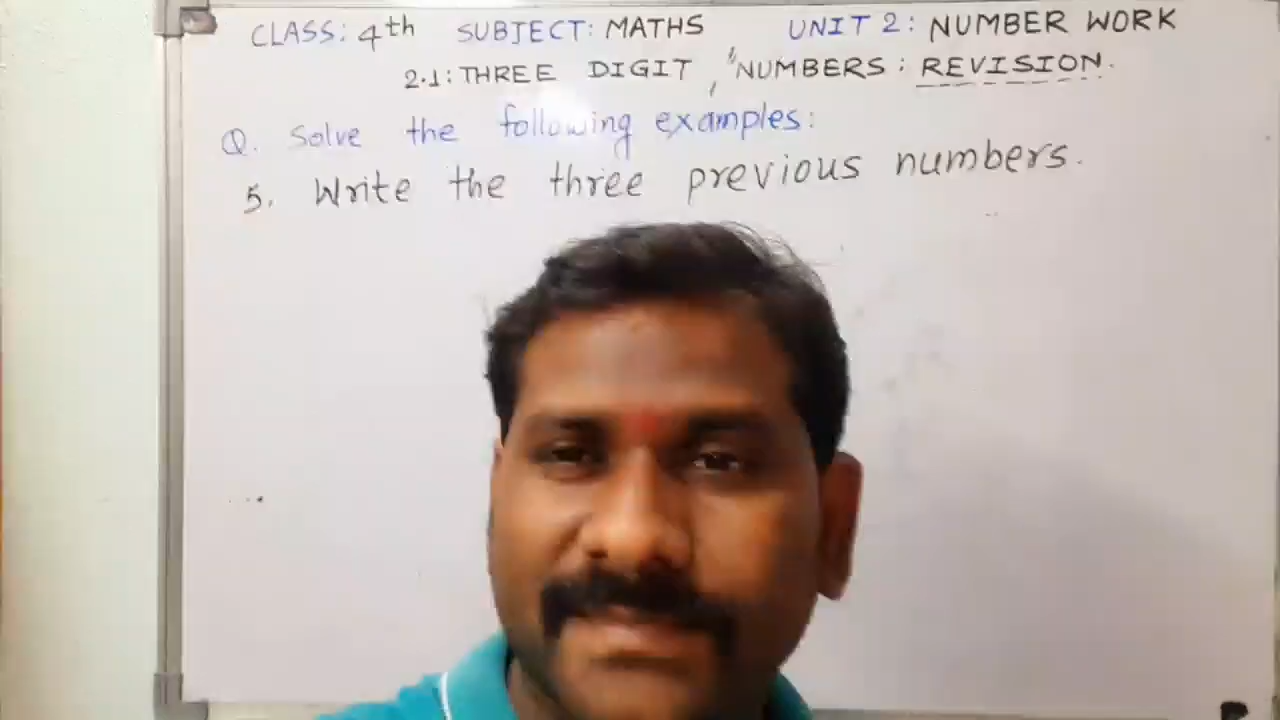 CLASS: 4th SUBJECT: MATHS UNIT 2: NUMBER WORK
2.1: THREE DIGIT NUMBERS: REVISION.
Q. Solve the following examples:
5. Write the three previous numbers.